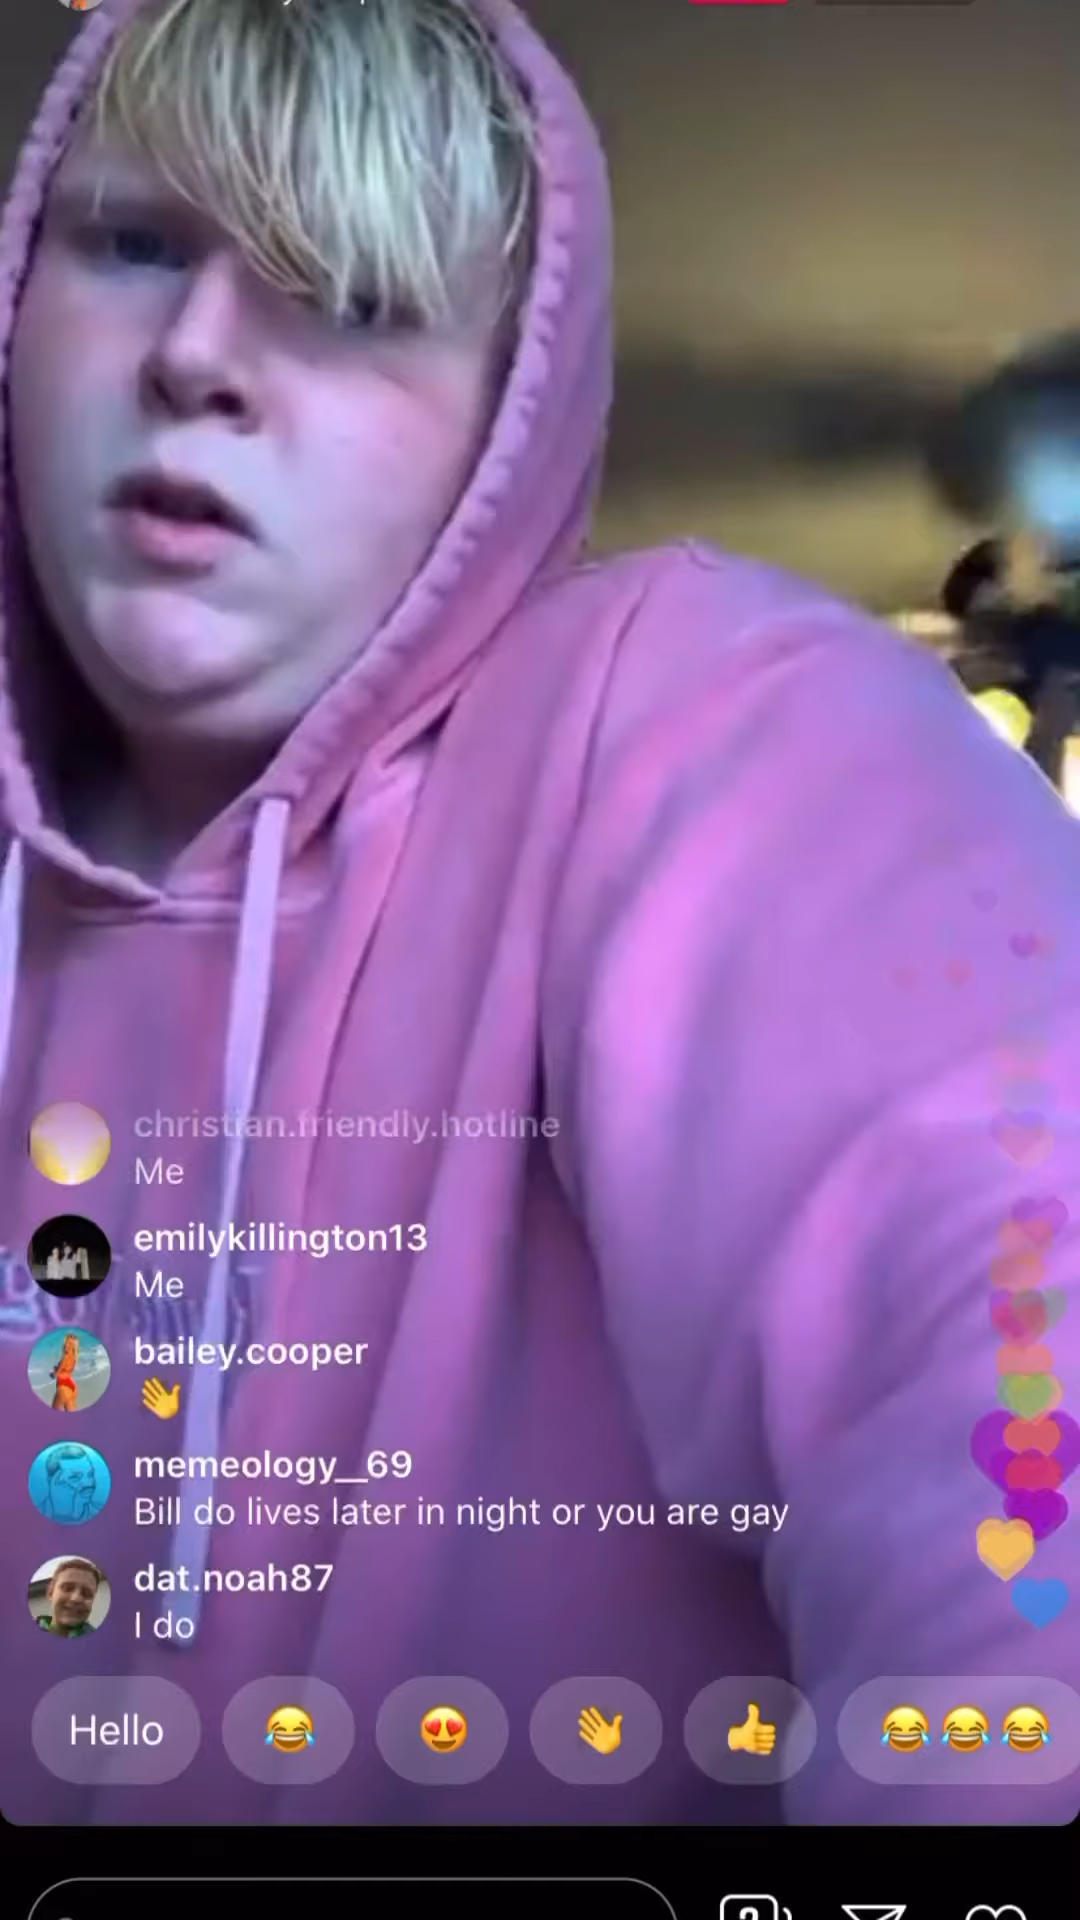 christian.friendly.hotline
Me
emilykillington13
Me
bailey.cooper
👋
memeology__69
Bill do lives later in night or you are gay
dat.noah87
I do
Hello 😂 😍 👋 👍 😂😂😂